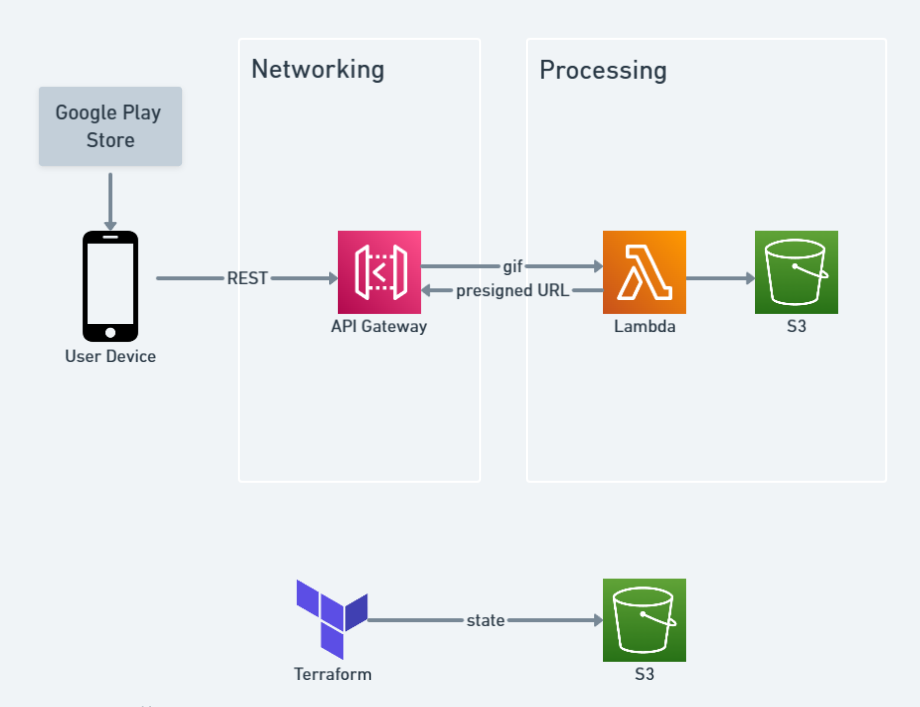 Networking
Processing
Google Play
Store
REST
gif
presigned URL
API Gateway
Lambda
S3
User Device
state
Terraform
S3